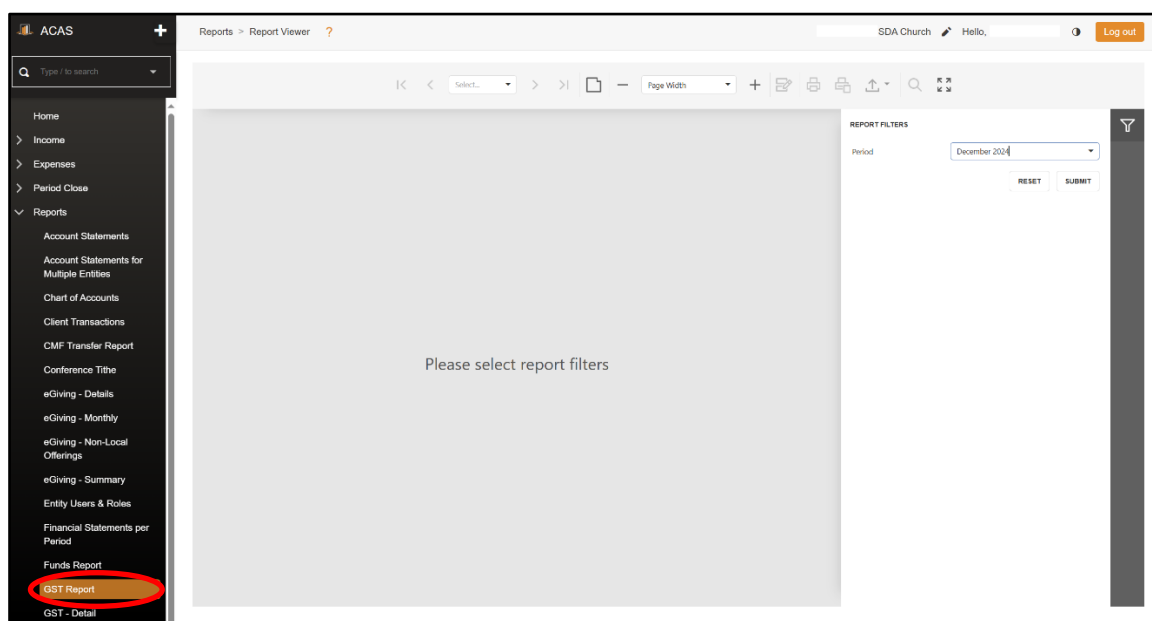 ACAS
+
Reports > Report Viewer ?
SDA Church Hello,
Log out
Type / to search
Select...
Page Width
Home
Income
Expenses
Period Close
Reports
Account Statements
Account Statements for
Multiple Entities
Chart of Accounts
Client Transactions
CMF Transfer Report
Conference Tithe
eGiving - Details
eGiving - Monthly
eGiving - Non-Local
Offerings
eGiving - Summary
Entity Users & Roles
Financial Statements per
Period
Funds Report
GST Report
GST - Detail
Please select report filters
REPORT FILTERS
Period December 2024
RESET SUBMIT